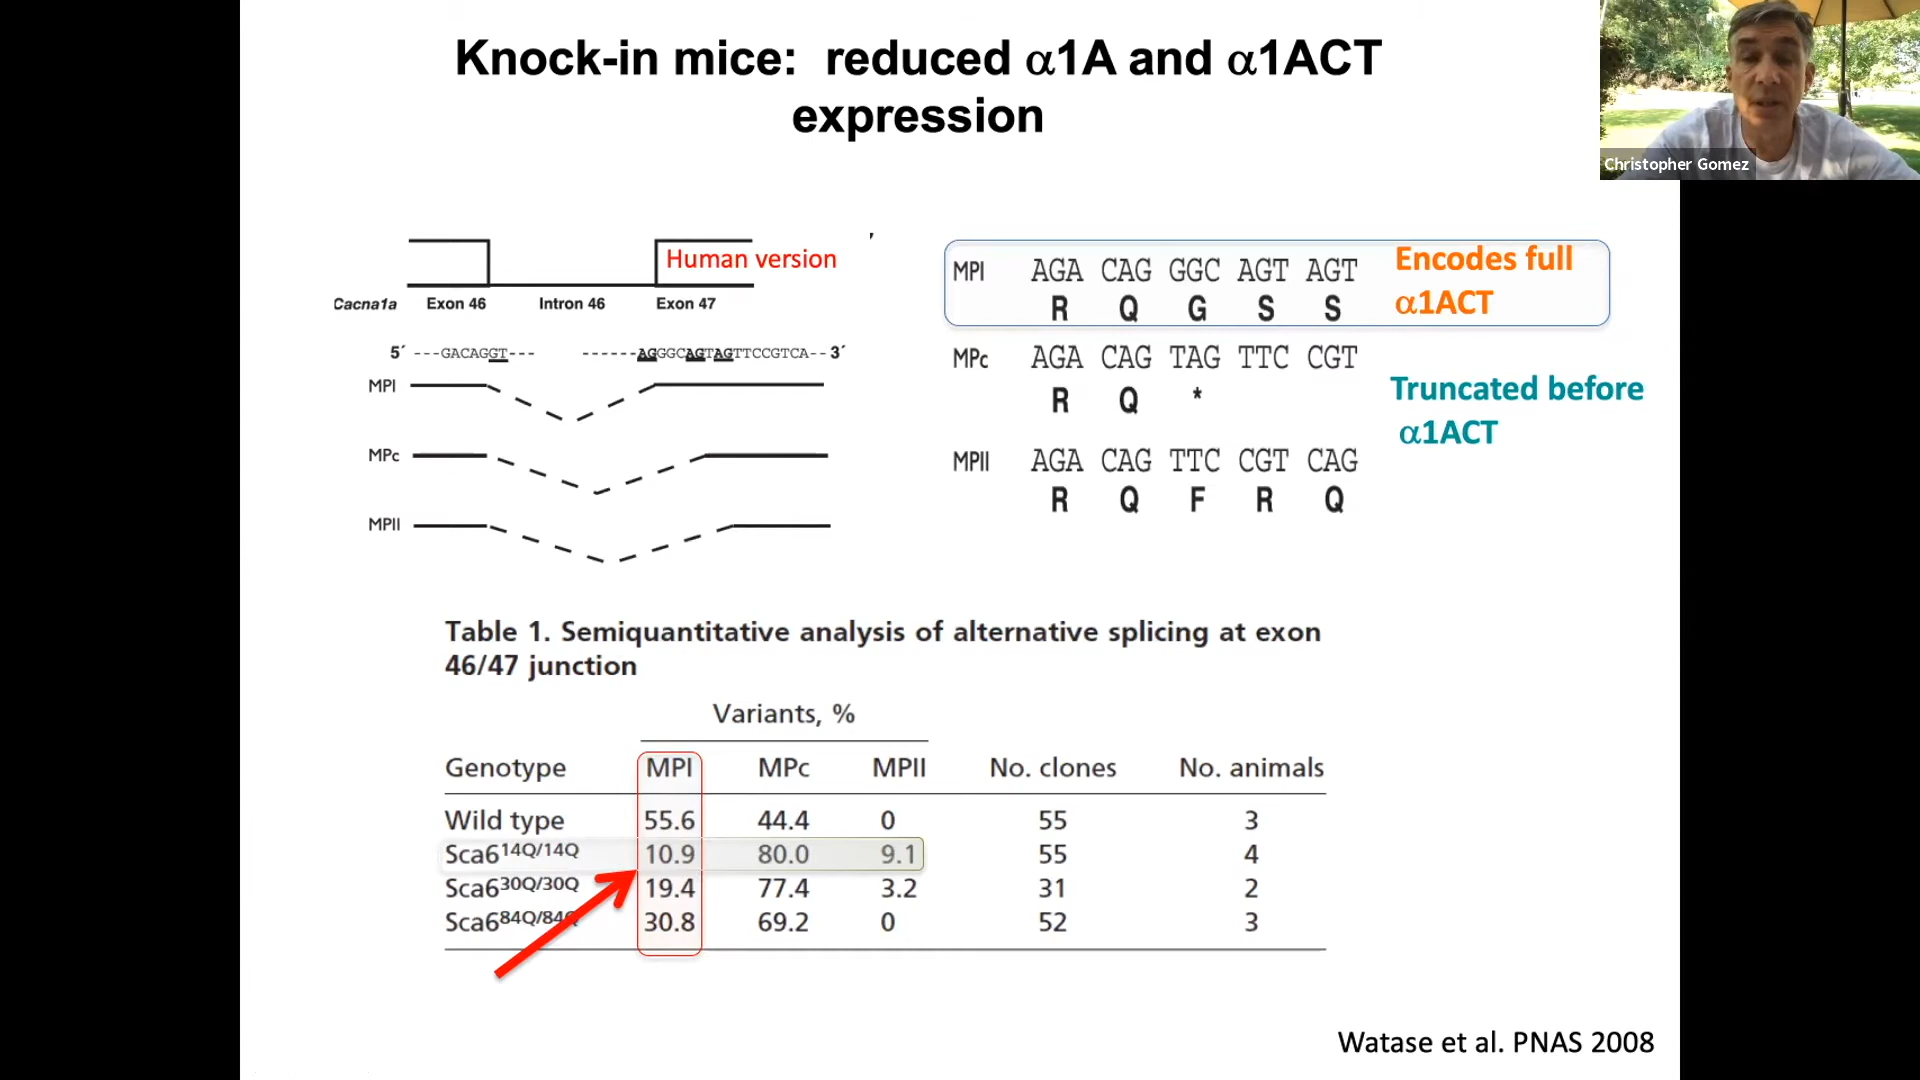 Knock-in mice: reduced α1A and α1ACT
expression
Christopher Gomez
Human version
Cacna1a Exon 46 Intron 46 Exon 47
5´ ---GACAGGT--- ------AGGGCAGTAGTTCCGTCA-- 3´
MPI
MPc
MPII
MPI AGA CAG GGC AGT AGT
R Q G S S
Encodes full
α1ACT
MPc AGA CAG TAG TTC CGT
R Q *
Truncated before
α1ACT
MPII AGA CAG TTC CGT CAG
R Q F R Q
Table 1. Semiquantitative analysis of alternative splicing at exon
46/47 junction
Variants, %
Genotype MPI MPc MPII No. clones No. animals
Wild type 55.6 44.4 0 55 3
Sca614Q/14Q 10.9 80.0 9.1 55 4
Sca630Q/30Q 19.4 77.4 3.2 31 2
Sca684Q/84Q 30.8 69.2 0 52 3
Watase et al. PNAS 2008